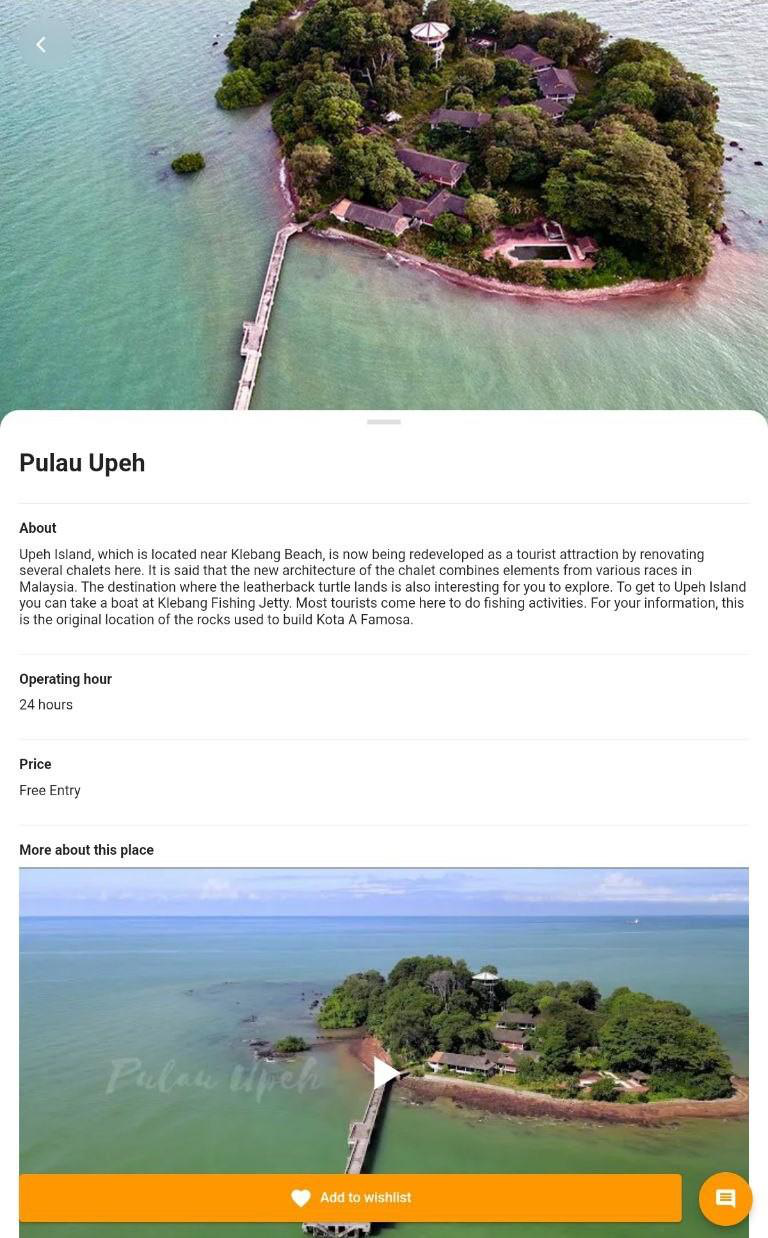 Pulau Upeh
About
Upeh Island, which is located near Klebang Beach, is now being redeveloped as a tourist attraction by renovating
several chalets here. It is said that the new architecture of the chalet combines elements from various races in
Malaysia. The destination where the leatherback turtle lands is also interesting for you to explore. To get to Upeh Island
you can take a boat at Klebang Fishing Jetty. Most tourists come here to do fishing activities. For your information, this
is the original location of the rocks used to build Kota A Famosa.
Operating hour
24 hours
Price
Free Entry
More about this place
Pulau Upeh
Add to wishlist